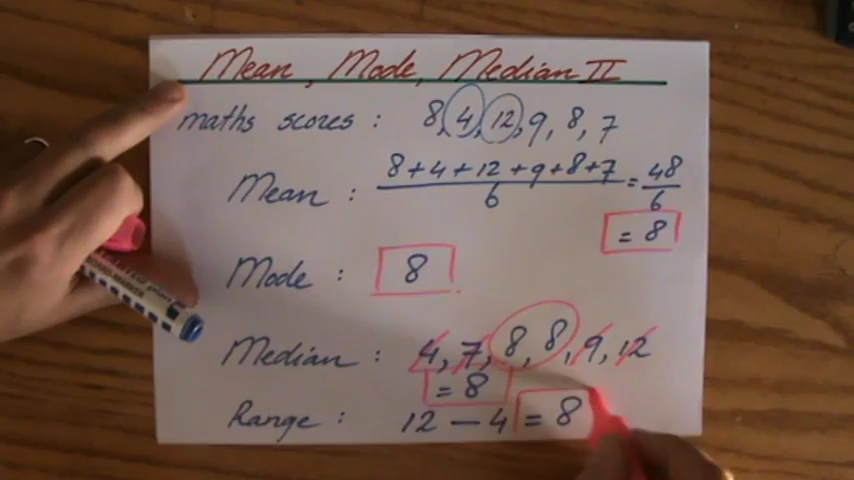 Mean, Mode, Median II
maths scores : 8, 4, 12, 9, 8, 7
Mean : 8+4+12+9+8+7/6 = 48/6
= 8
Mode : 8
Median : 4, 7, 8, 8, 9, 12
= 8
Range : 12 — 4 = 8